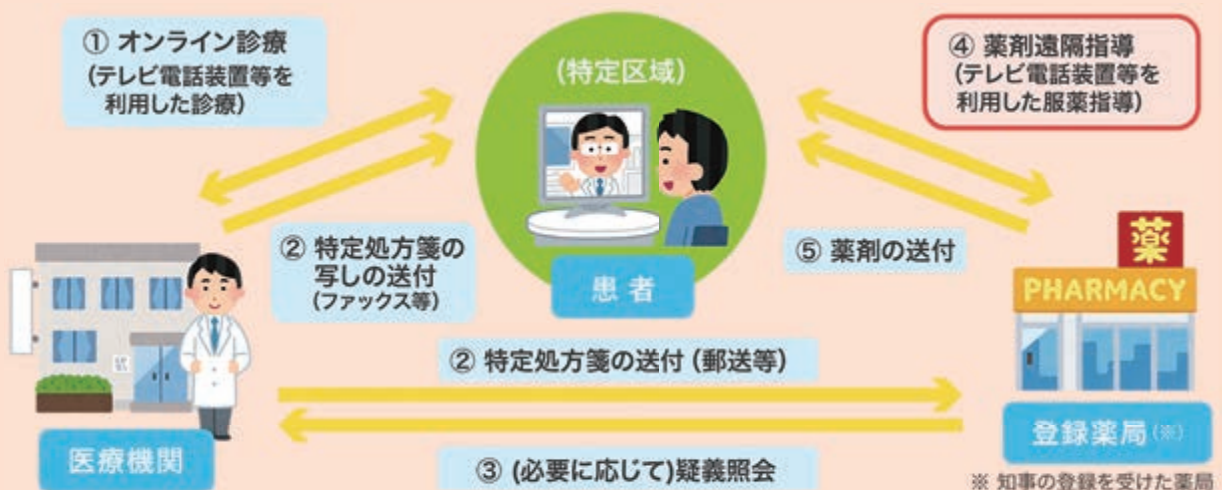 ① オンライン診療
(テレビ電話装置等を
利用した診療)
(特定区域)
④ 薬剤遠隔指導
(テレビ電話装置等を
利用した服薬指導)
② 特定処方箋の
写しの送付
(ファックス等)
患者
⑤ 薬剤の送付
薬
PHARMACY
② 特定処方箋の送付 (郵送等)
医療機関
登録薬局(※)
③ (必要に応じて)疑義照会
※ 知事の登録を受けた薬局